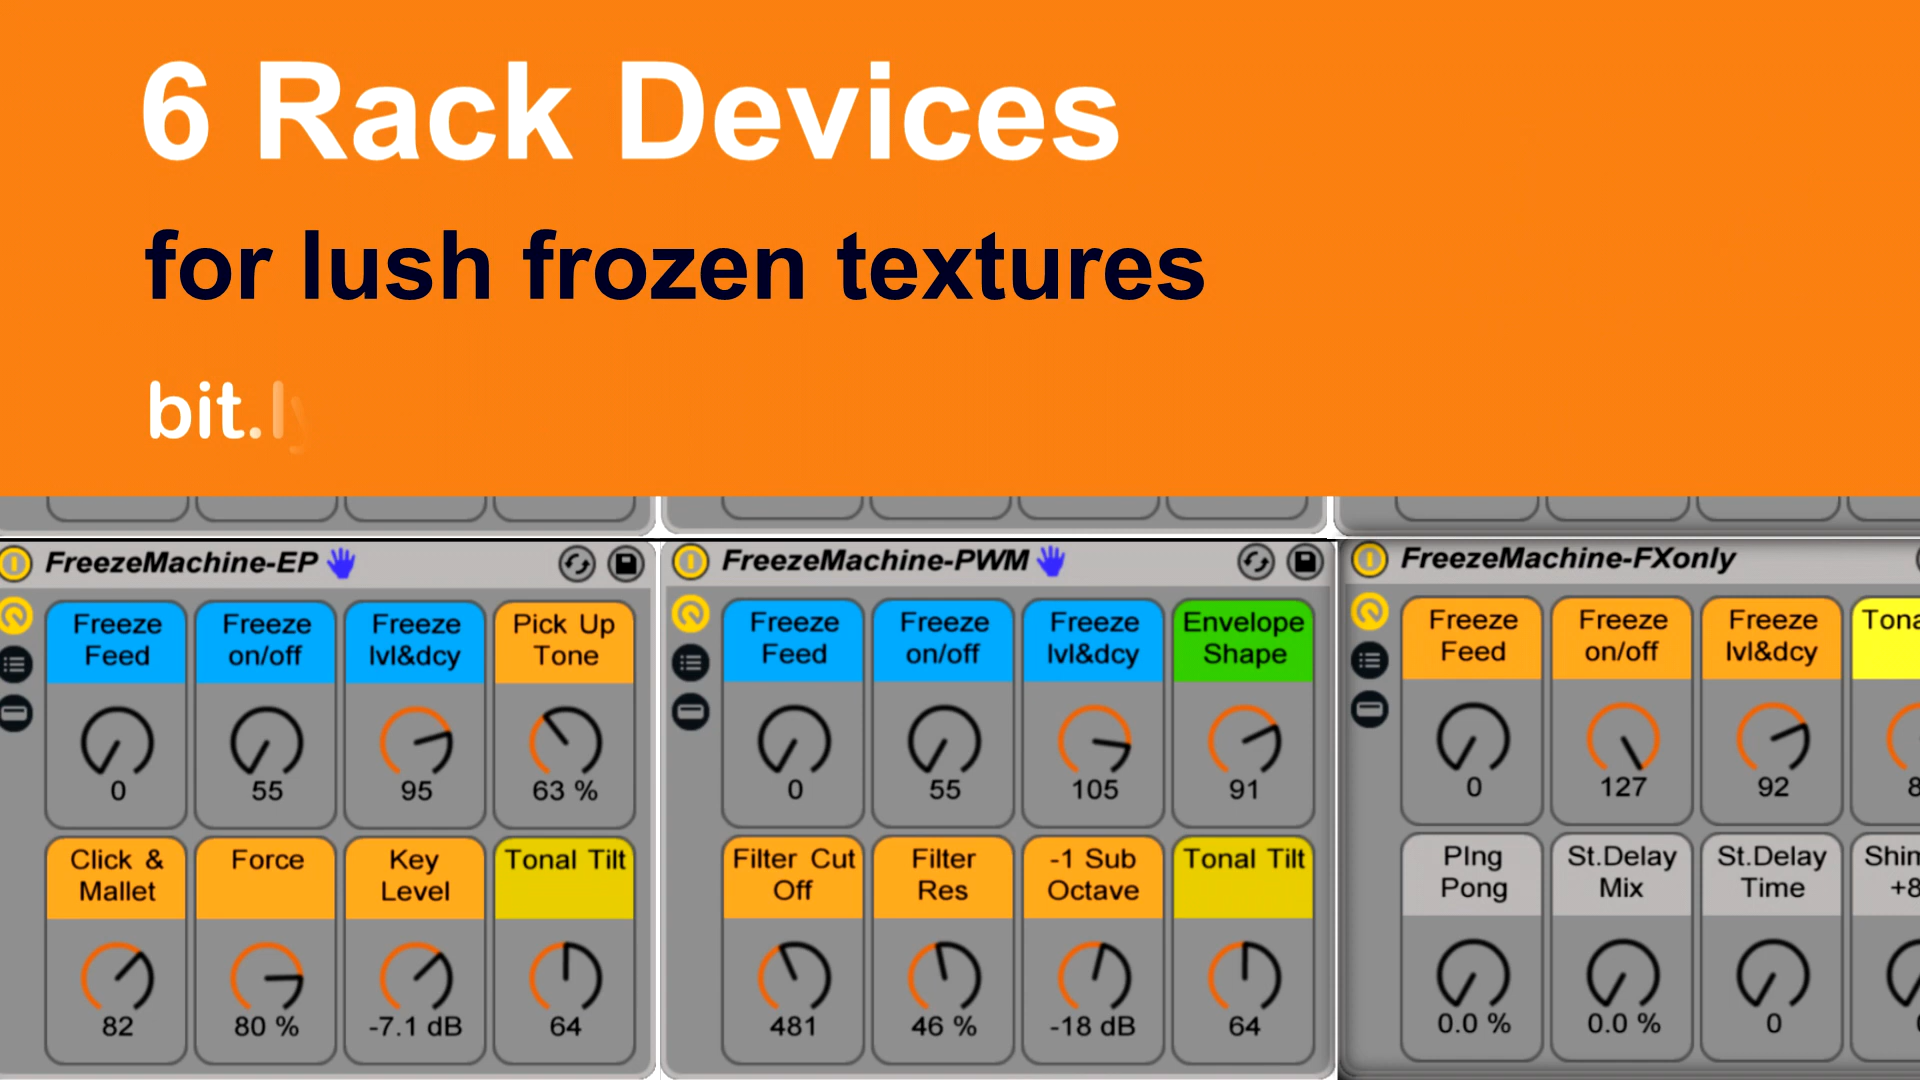 6 Rack Devices
for lush frozen textures
bit.ly
FreezeMachine-EP
FreezeMachine-PWM
FreezeMachine-FXonly
Freeze Feed
Freeze on/off
Freeze lvl&dcy
Pick Up Tone
Freeze Feed
Freeze on/off
Freeze lvl&dcy
Envelope Shape
Freeze Feed
Freeze on/off
Freeze lvl&dcy
0
55
95
63 %
0
55
105
91
0
127
92
Click & Mallet
Force
Key Level
Tonal Tilt
Filter Cut Off
Filter Res
-1 Sub Octave
Tonal Tilt
PIng Pong
St.Delay Mix
St.Delay Time
82
80 %
-7.1 dB
64
481
46 %
-18 dB
64
0.0 %
0.0 %
0